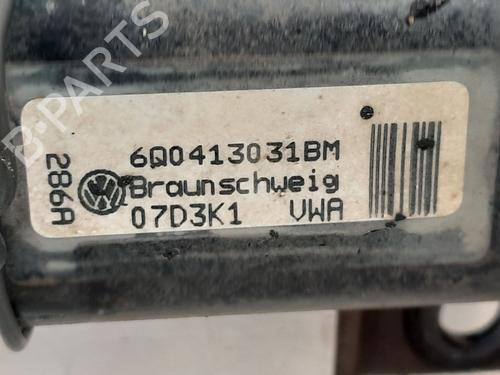 6Q0413031BM
Braunschweig
07D3K1 VWA
286A
B-PARTS